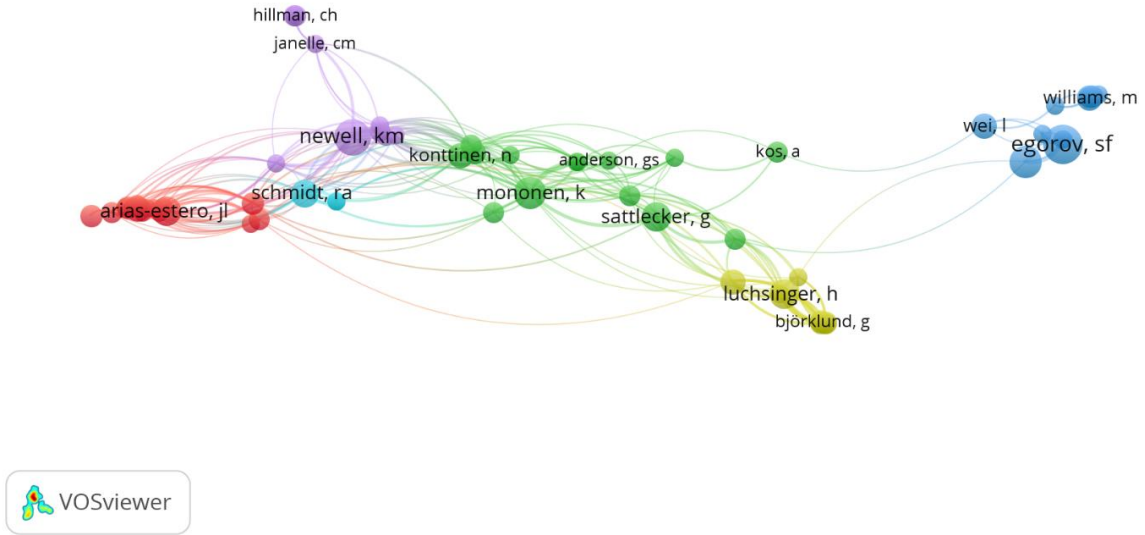 hillman, ch
janelle, cm
williams, m
wei, l
newell, km
egorov, sf
konttinen, n
anderson, gs
kos, a
schmidt, ra
mononen, k
arias-estero, jl
sattlecker, g
luchsinger, h
björklund, g
VOSviewer